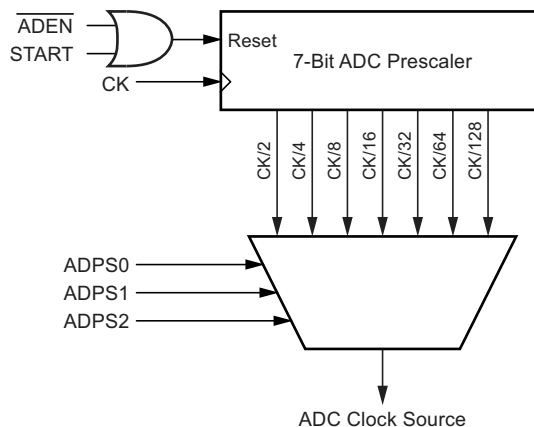 ADEN
START
Reset
7-Bit ADC Prescaler
CK
CK/2
CK/4
CK/8
CK/16
CK/32
CK/64
CK/128
ADPS0
ADPS1
ADPS2
ADC Clock Source